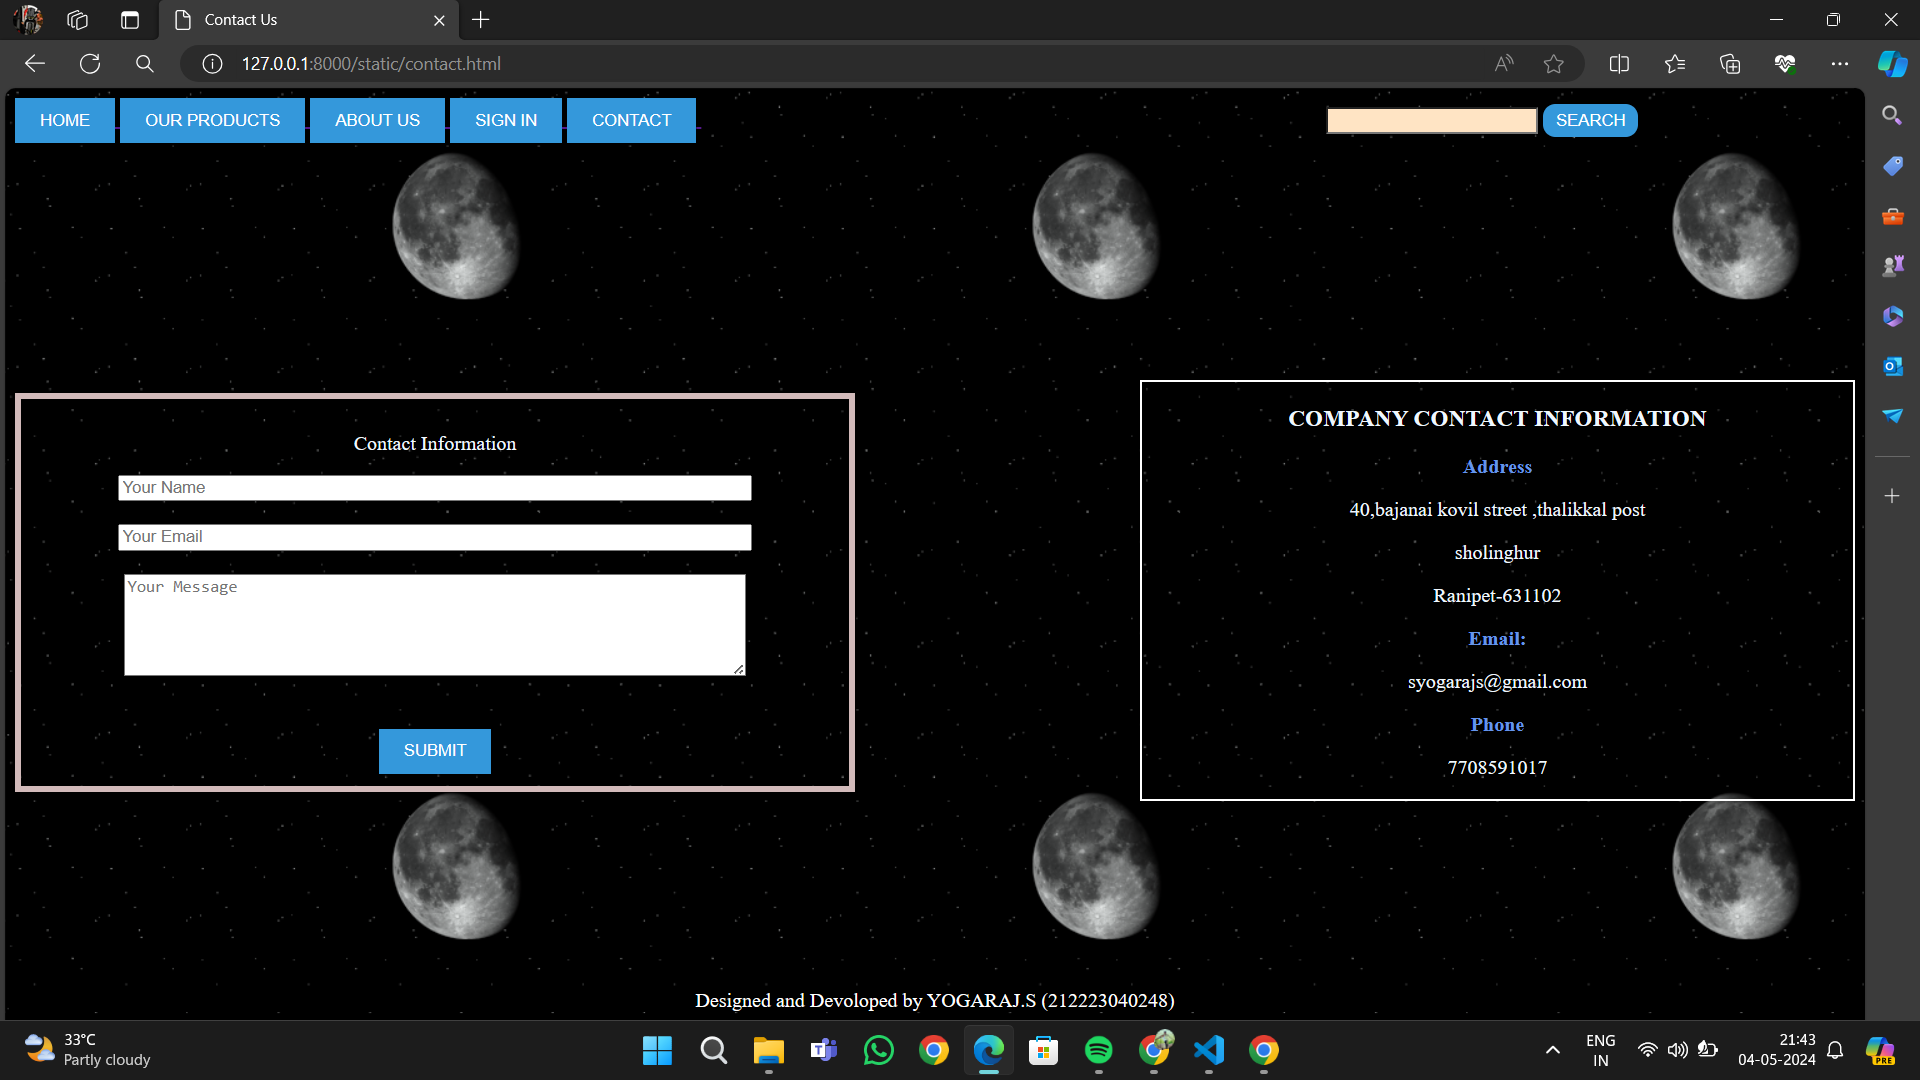 Contact Us
127.0.0.1:8000/static/contact.html
HOME
OUR PRODUCTS
ABOUT US
SIGN IN
CONTACT
SEARCH
Contact Information
Your Name
Your Email
Your Message
SUBMIT
COMPANY CONTACT INFORMATION
Address
40,bajanai kovil street ,thalikkal post
sholinghur
Ranipet-631102
Email:
syogarajs@gmail.com
Phone
7708591017
Designed and Devoloped by YOGARAJ.S (212223040248)
33°C
Partly cloudy
ENG
IN
21:43
04-05-2024
PRE